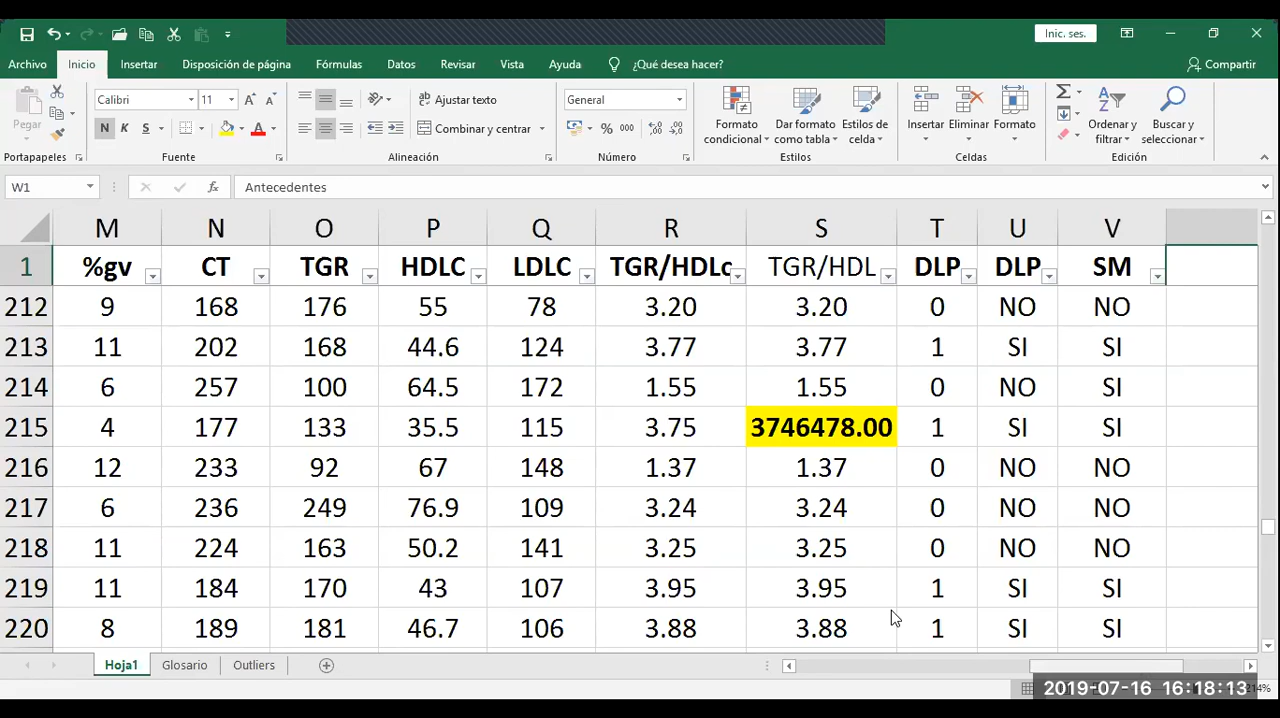 Inic. ses.
Archivo Inicio Insertar Disposición de página Fórmulas Datos Revisar Vista Ayuda ¿Qué desea hacer? Compartir
Pegar
Calibri 11
N K S
Ajustar texto
Combinar y centrar
General
% 000
Formato condicional
Dar formato como tabla
Estilos de celda
Insertar
Eliminar
Formato
Ordenar y filtrar
Buscar y seleccionar
Portapapeles Fuente Alineación Número Estilos Celdas Edición
W1 fx Antecedentes
M N O P Q R S T U V
1 %gv CT TGR HDLC LDLC TGR/HDLc TGR/HDL DLP DLP SM
212 9 168 176 55 78 3.20 3.20 0 NO NO
213 11 202 168 44.6 124 3.77 3.77 1 SI SI
214 6 257 100 64.5 172 1.55 1.55 0 NO SI
215 4 177 133 35.5 115 3.75 3746478.00 1 SI SI
216 12 233 92 67 148 1.37 1.37 0 NO NO
217 6 236 249 76.9 109 3.24 3.24 0 NO NO
218 11 224 163 50.2 141 3.25 3.25 0 NO NO
219 11 184 170 43 107 3.95 3.95 1 SI SI
220 8 189 181 46.7 106 3.88 3.88 1 SI SI
Hoja1 Glosario Outliers
2019-07-16 16:18:13